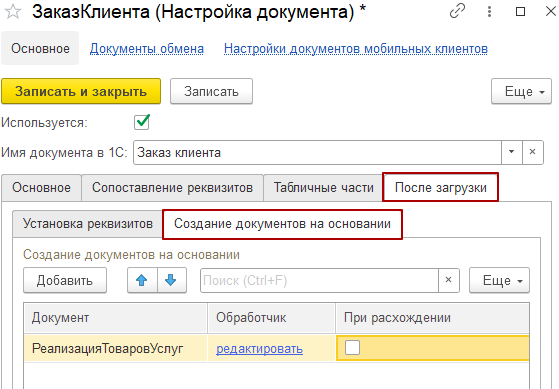 ЗаказКлиента (Настройка документа) *
Основное Документы обмена Настройки документов мобильных клиентов
Записать и закрыть Записать Еще
Используется:
Имя документа в 1С: Заказ клиента
Основное Сопоставление реквизитов Табличные части После загрузки
Установка реквизитов Создание документов на основании
Создание документов на основании
Добавить Поиск (Ctrl+F) × Еще
Документ Обработчик При расхождении
РеализацияТоваровУслуг редактировать